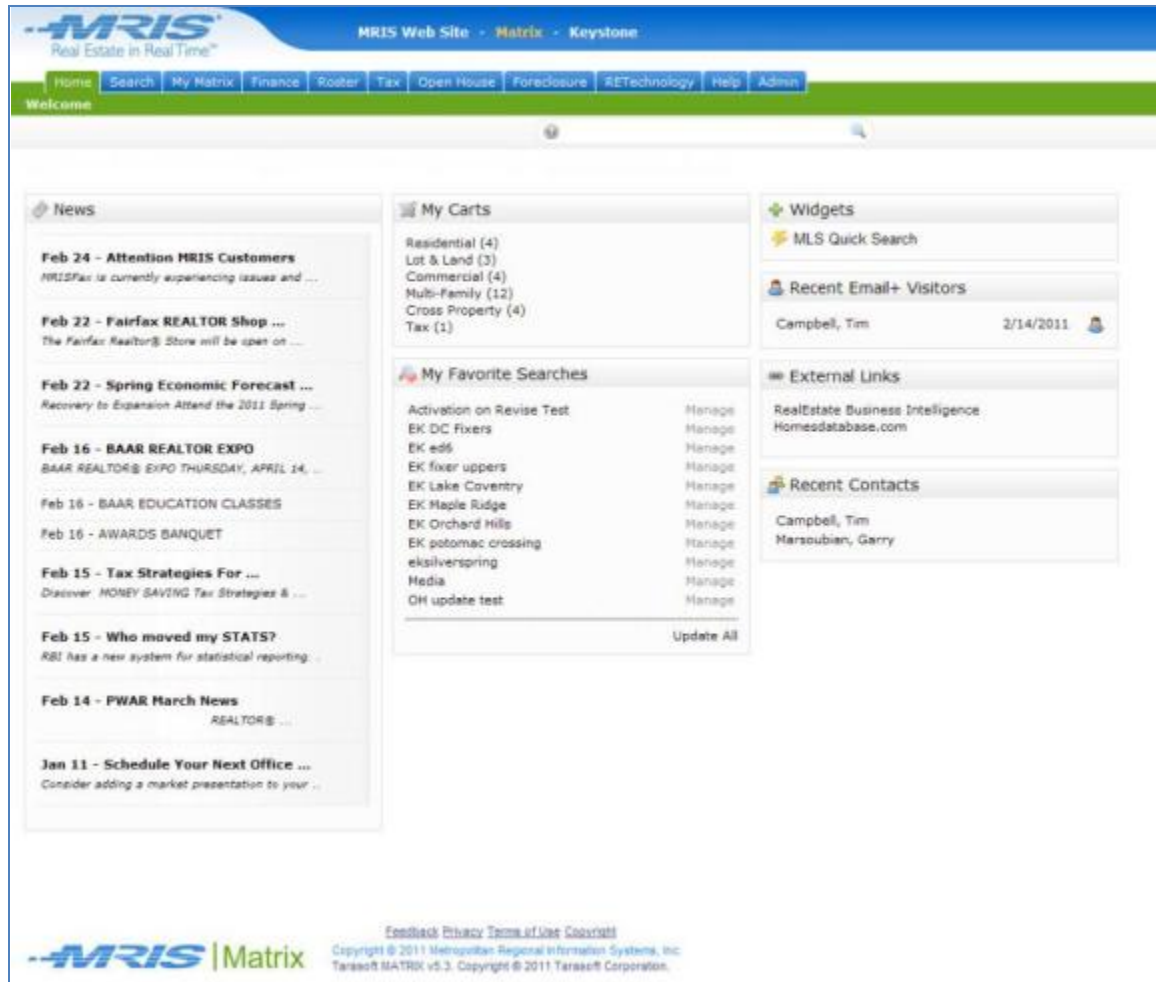 MRIS
Real Estate in Real Time™
MRIS Web Site - Matrix - Keystone
Home Search My Matrix Finance Roster Tax Open House Foreclosure RETechnology Help Admin
Welcome
News
Feb 24 - Attention MRIS Customers
MRISFax is currently experiencing issues and ...
Feb 22 - Fairfax REALTOR Shop ...
The Fairfax Realtor® Store will be open on ...
Feb 22 - Spring Economic Forecast ...
Recovery to Expansion Attend the 2011 Spring ...
Feb 16 - BAAR REALTOR EXPO
BAAR REALTOR® EXPO THURSDAY, APRIL 14, ...
Feb 16 - BAAR EDUCATION CLASSES
Feb 16 - AWARDS BANQUET
Feb 15 - Tax Strategies For ...
Discover MONEY SAVING Tax Strategies & ...
Feb 15 - Who moved my STATS?
RBI has a new system for statistical reporting. ..
Feb 14 - PWAR March News
REALTOR® ...
Jan 11 - Schedule Your Next Office ...
Consider adding a market presentation to your ...
My Carts
Residential (4)
Lot & Land (3)
Commercial (4)
Multi-Family (12)
Cross Property (4)
Tax (1)
My Favorite Searches
Activation on Revise Test Manage
EK DC Fixers Manage
EK ed6 Manage
EK fixer uppers Manage
EK Lake Coventry Manage
EK Maple Ridge Manage
EK Orchard Hills Manage
EK potomac crossing Manage
eksilverspring Manage
Media Manage
OH update test Manage
Update All
Widgets
MLS Quick Search
Recent Email+ Visitors
Campbell, Tim 2/14/2011
External Links
RealEstate Business Intelligence
Homesdatabase.com
Recent Contacts
Campbell, Tim
Marsoubian, Garry
MRIS | Matrix
Feedback Privacy Terms of Use Copyright
Copyright © 2011 Metropolitan Regional Information Systems, Inc.
Tarasoft MATRIX v5.3. Copyright © 2011 Tarasoft Corporation.